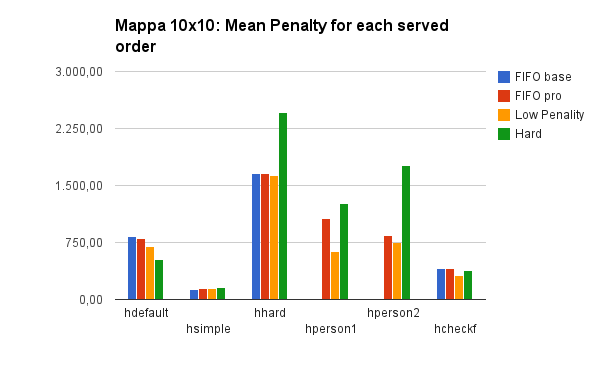 Mappa 10x10: Mean Penalty for each served
order
3.000,00
2.250,00
1.500,00
750,00
0,00
FIFO base
FIFO pro
Low Penality
Hard
hdefault
hsimple
hhard
hperson1
hperson2
hcheckf